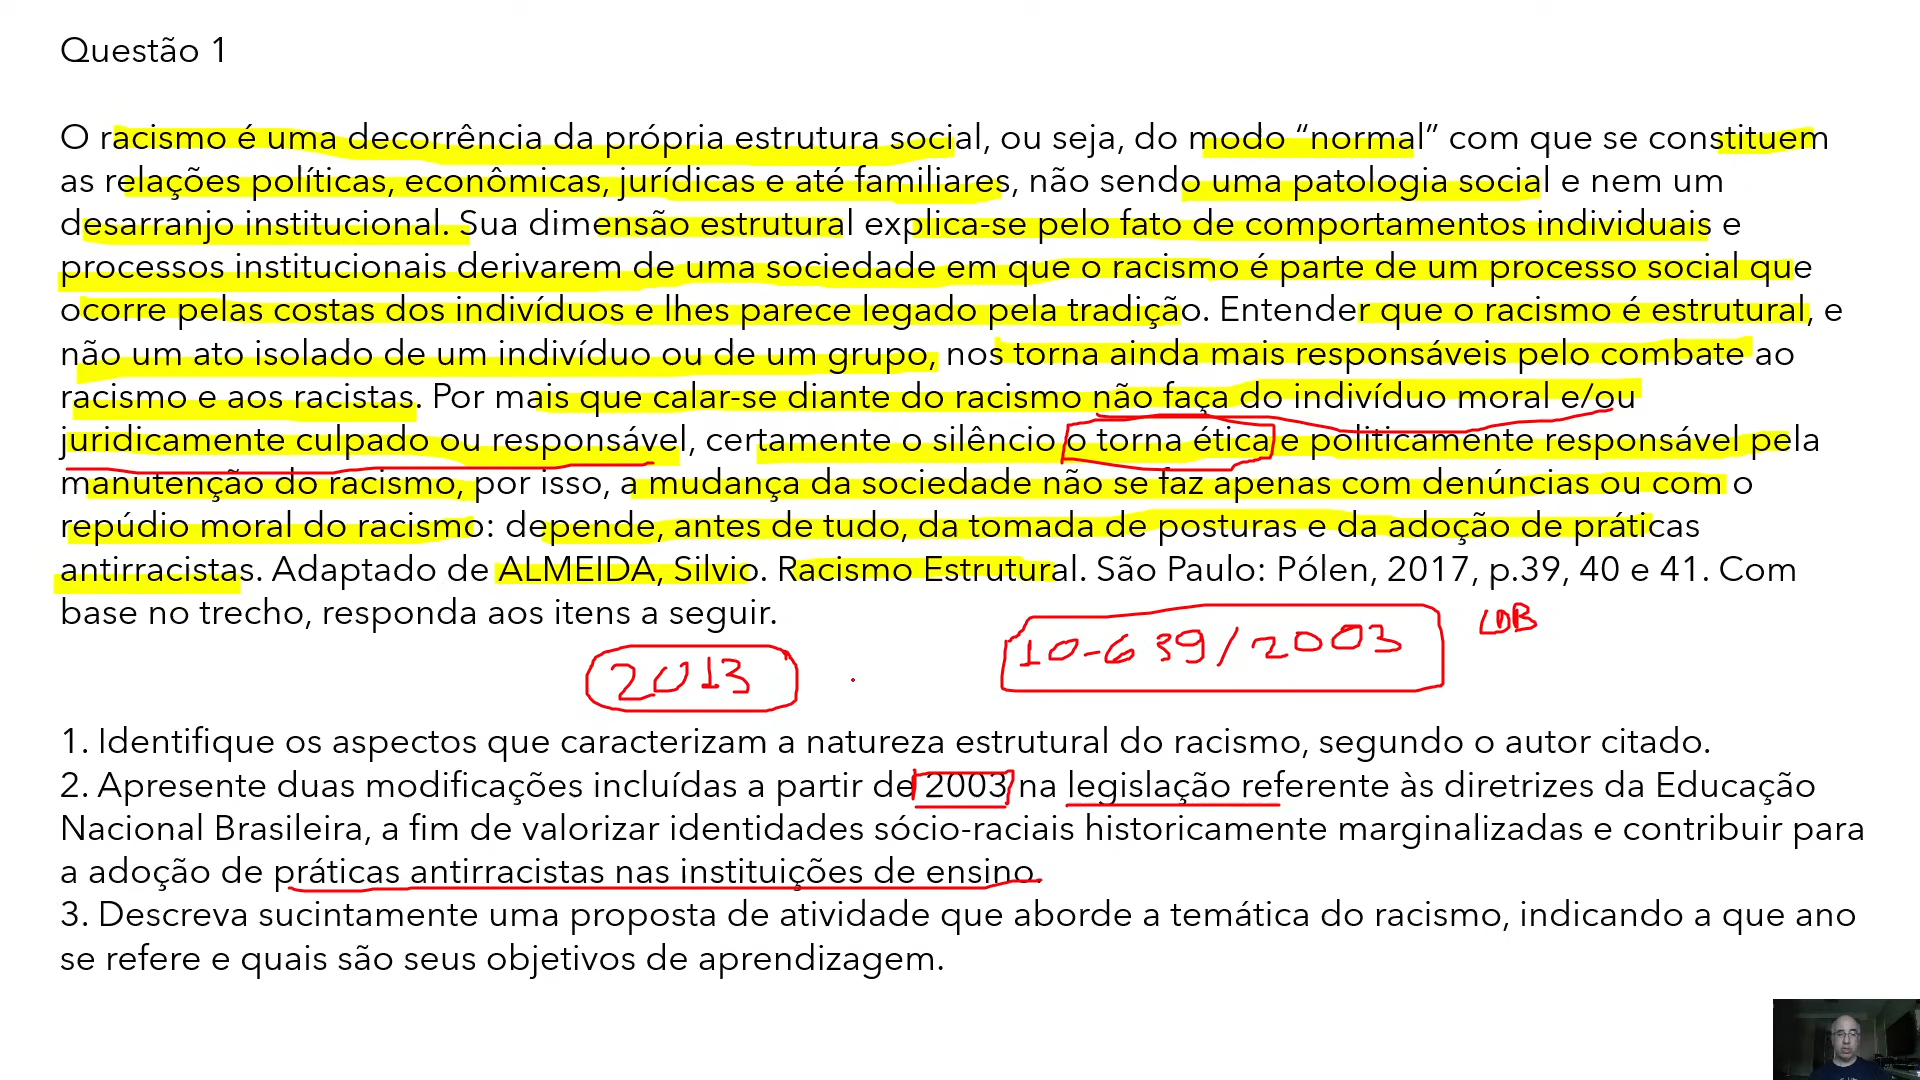 Questão 1
O racismo é uma decorrência da própria estrutura social, ou seja, do modo “normal” com que se constituem
as relações políticas, econômicas, jurídicas e até familiares, não sendo uma patologia social e nem um
desarranjo institucional. Sua dimensão estrutural explica-se pelo fato de comportamentos individuais e
processos institucionais derivarem de uma sociedade em que o racismo é parte de um processo social que
ocorre pelas costas dos indivíduos e lhes parece legado pela tradição. Entender que o racismo é estrutural, e
não um ato isolado de um indivíduo ou de um grupo, nos torna ainda mais responsáveis pelo combate ao
racismo e aos racistas. Por mais que calar-se diante do racismo não faça do indivíduo moral e/ou
juridicamente culpado ou responsável, certamente o silêncio o torna ética e politicamente responsável pela
manutenção do racismo, por isso, a mudança da sociedade não se faz apenas com denúncias ou com o
repúdio moral do racismo: depende, antes de tudo, da tomada de posturas e da adoção de práticas
antirracistas. Adaptado de ALMEIDA, Silvio. Racismo Estrutural. São Paulo: Pólen, 2017, p.39, 40 e 41. Com
base no trecho, responda aos itens a seguir.
2013 10-639/2003 LDB
1. Identifique os aspectos que caracterizam a natureza estrutural do racismo, segundo o autor citado.
2. Apresente duas modificações incluídas a partir de 2003 na legislação referente às diretrizes da Educação
Nacional Brasileira, a fim de valorizar identidades sócio-raciais historicamente marginalizadas e contribuir para
a adoção de práticas antirracistas nas instituições de ensino.
3. Descreva sucintamente uma proposta de atividade que aborde a temática do racismo, indicando a que ano
se refere e quais são seus objetivos de aprendizagem.